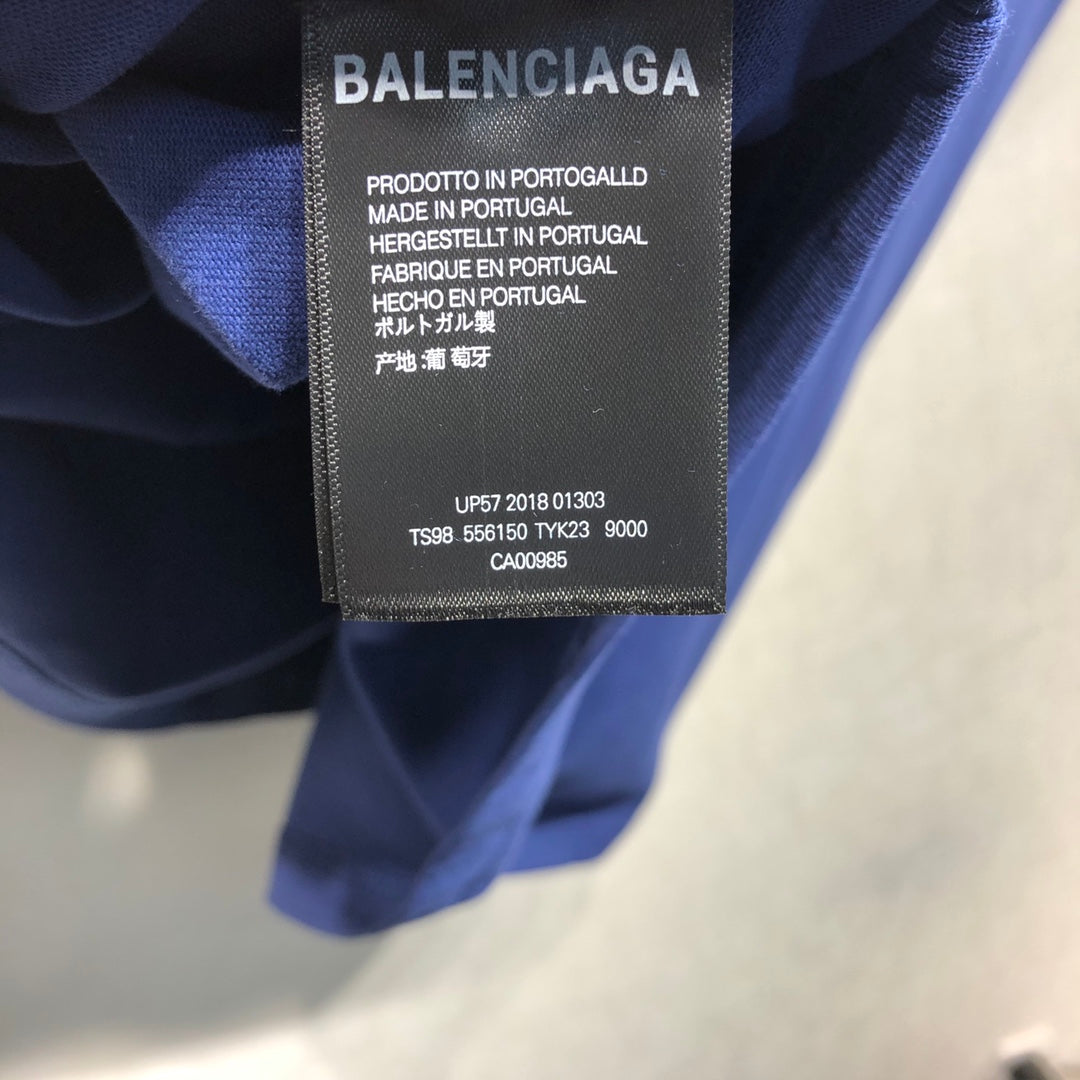 BALENCIAGA
PRODOTTO IN PORTOGALLD
MADE IN PORTUGAL
HERGESTELLT IN PORTUGAL
FABRIQUE EN PORTUGAL
HECHO EN PORTUGAL
ポルトガル製
产地:葡 萄牙
UP57 2018 01303
TS98 556150 TYK23 9000
CA00985